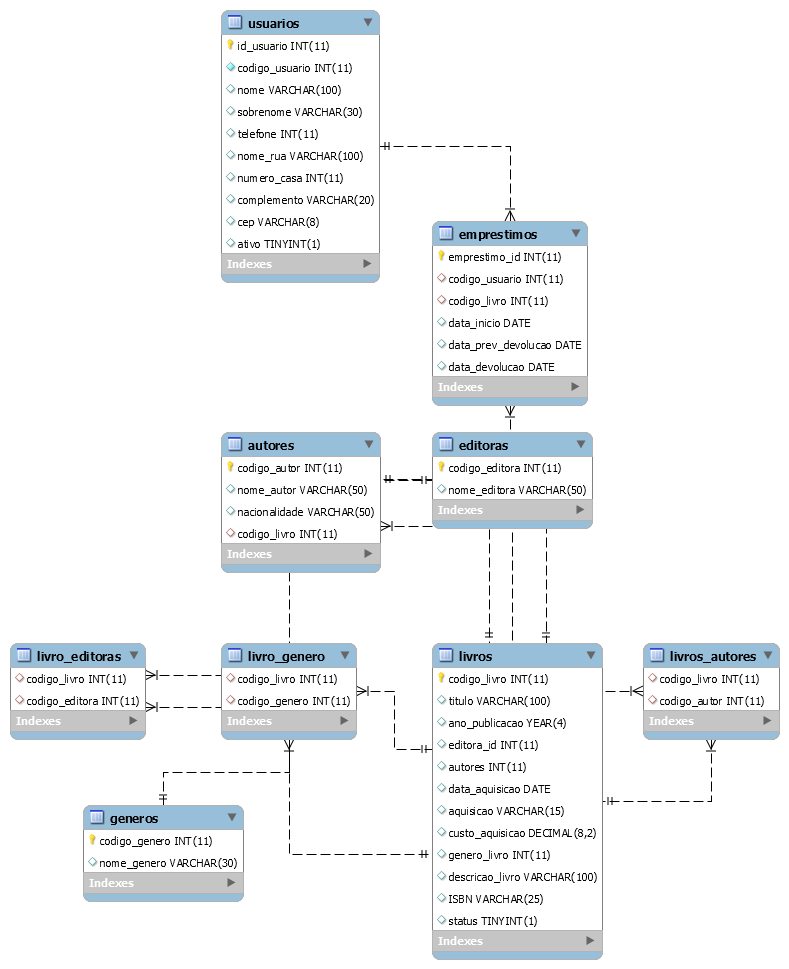 usuarios
id_usuario INT(11)
codigo_usuario INT(11)
nome VARCHAR(100)
sobrenome VARCHAR(30)
telefone INT(11)
nome_rua VARCHAR(100)
numero_casa INT(11)
complemento VARCHAR(20)
cep VARCHAR(8)
ativo TINYINT(1)
Indexes
emprestimos
emprestimo_id INT(11)
codigo_usuario INT(11)
codigo_livro INT(11)
data_inicio DATE
data_prev_devolucao DATE
data_devolucao DATE
Indexes
autores
codigo_autor INT(11)
nome_autor VARCHAR(50)
nacionalidade VARCHAR(50)
codigo_livro INT(11)
Indexes
editoras
codigo_editora INT(11)
nome_editora VARCHAR(50)
Indexes
livro_editoras
codigo_livro INT(11)
codigo_editora INT(11)
Indexes
livro_genero
codigo_livro INT(11)
codigo_genero INT(11)
Indexes
livros
codigo_livro INT(11)
titulo VARCHAR(100)
ano_publicacao YEAR(4)
editora_id INT(11)
autores INT(11)
data_aquisicao DATE
aquisicao VARCHAR(15)
custo_aquisicao DECIMAL(8,2)
genero_livro INT(11)
descricao_livro VARCHAR(100)
ISBN VARCHAR(25)
status TINYINT(1)
Indexes
livros_autores
codigo_livro INT(11)
codigo_autor INT(11)
Indexes
generos
codigo_genero INT(11)
nome_genero VARCHAR(30)
Indexes